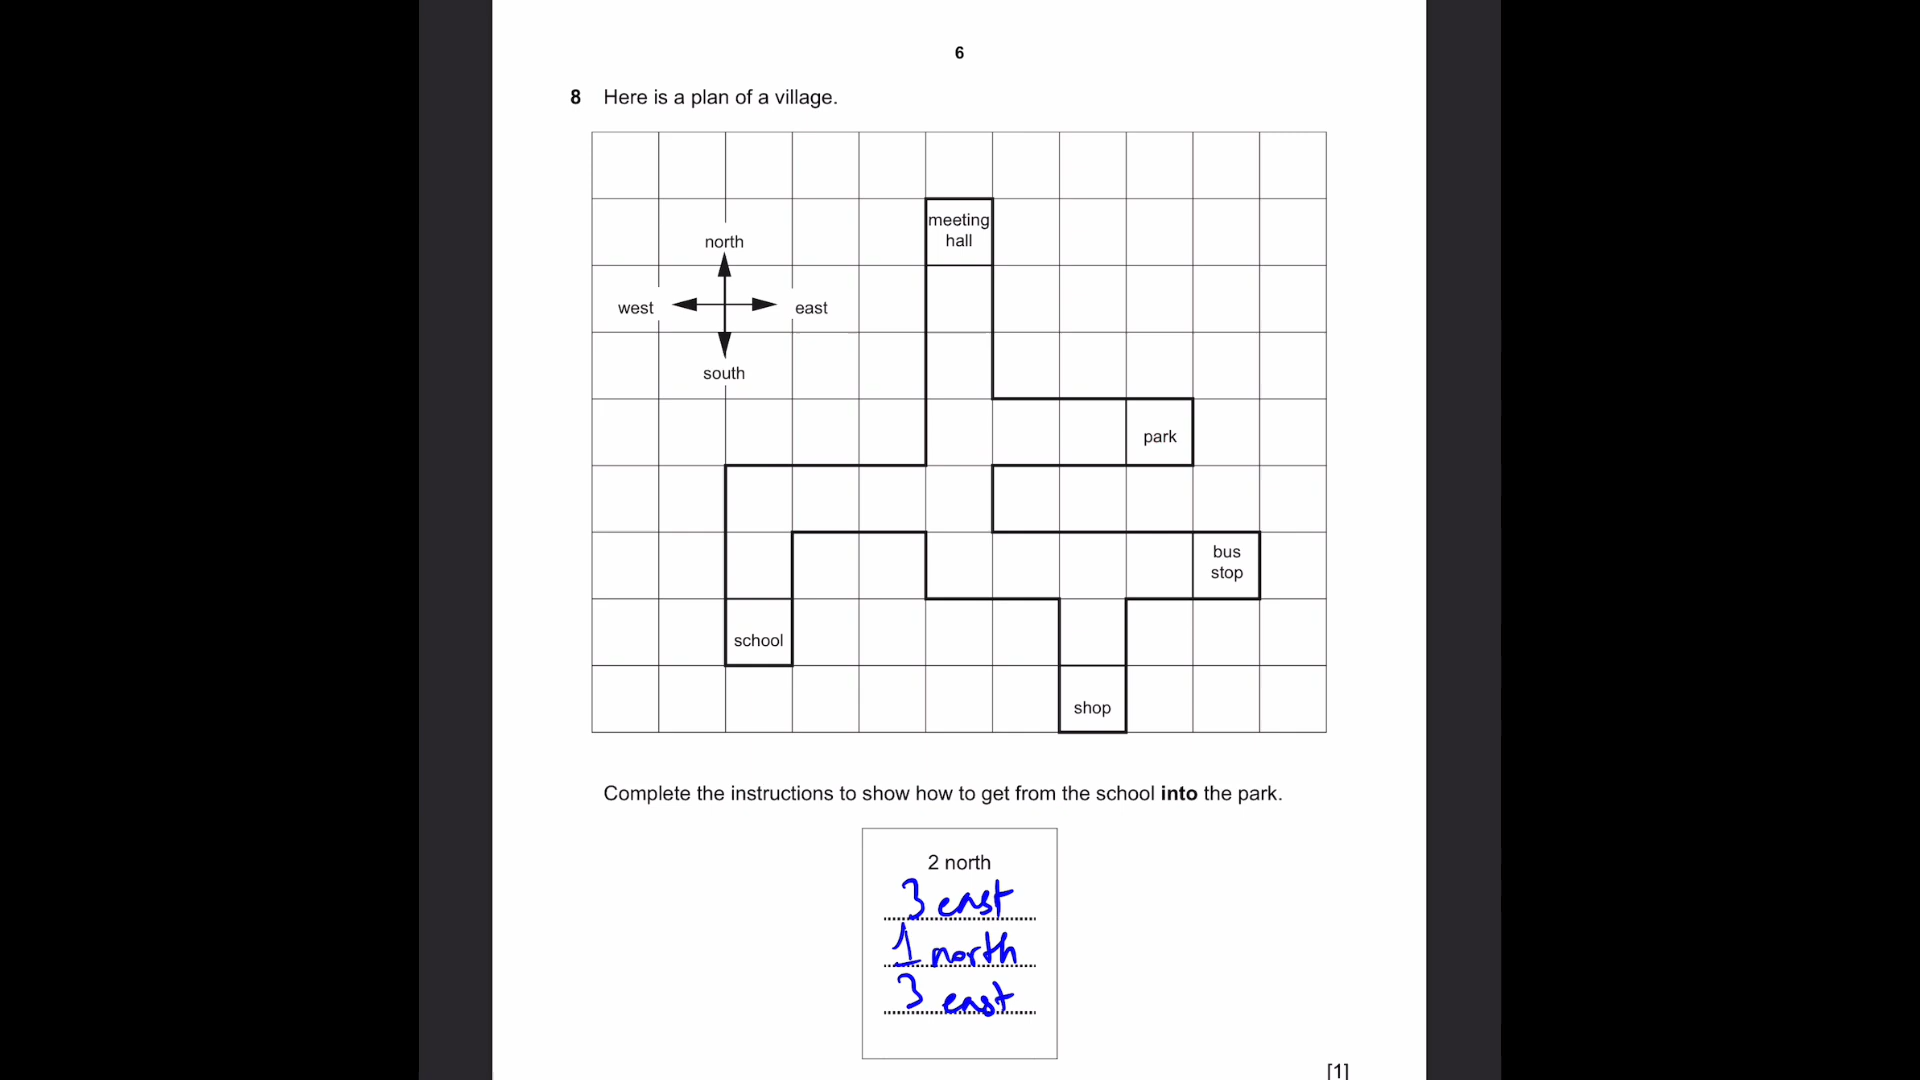 6
8 Here is a plan of a village.
meeting
hall
north
west east
south
park
bus
stop
school
shop
Complete the instructions to show how to get from the school into the park.
2 north
3 east
1 north
3 east
[1]